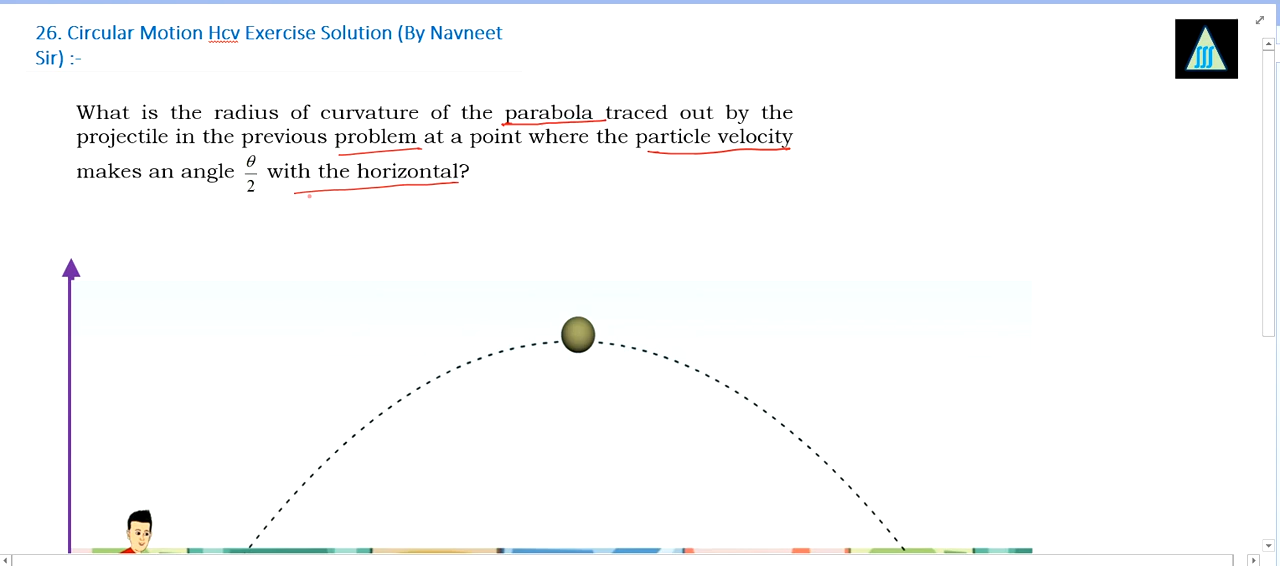 26. Circular Motion Hcv Exercise Solution (By Navneet
Sir) :-
What is the radius of curvature of the parabola traced out by the
projectile in the previous problem at a point where the particle velocity
makes an angle θ/2 with the horizontal?